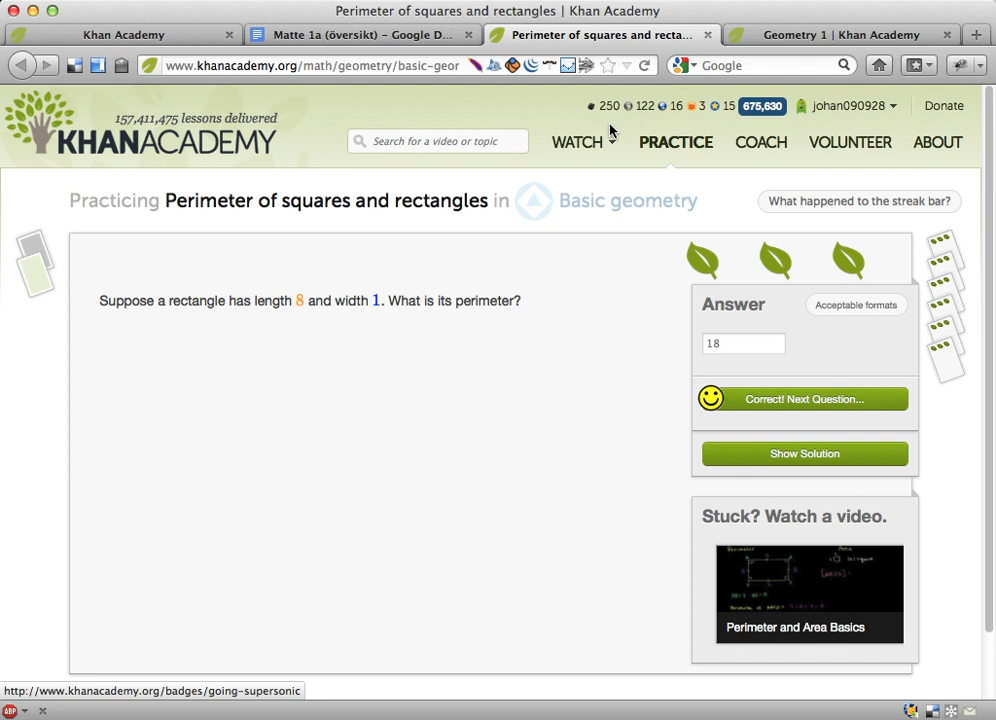 Perimeter of squares and rectangles | Khan Academy
Khan Academy
Matte 1a (översikt) – Google D...
Perimeter of squares and recta...
Geometry 1 | Khan Academy
www.khanacademy.org/math/geometry/basic-geor
Google
157,411,475 lessons delivered
KHANACADEMY
250 122 16 3 15 675,630 johan090928 Donate
Search for a video or topic
WATCH PRACTICE COACH VOLUNTEER ABOUT
Practicing Perimeter of squares and rectangles in Basic geometry
What happened to the streak bar?
Suppose a rectangle has length 8 and width 1. What is its perimeter?
Answer
Acceptable formats
18
Correct! Next Question...
Show Solution
Stuck? Watch a video.
Perimeter and Area Basics
http://www.khanacademy.org/badges/going-supersonic
ABP